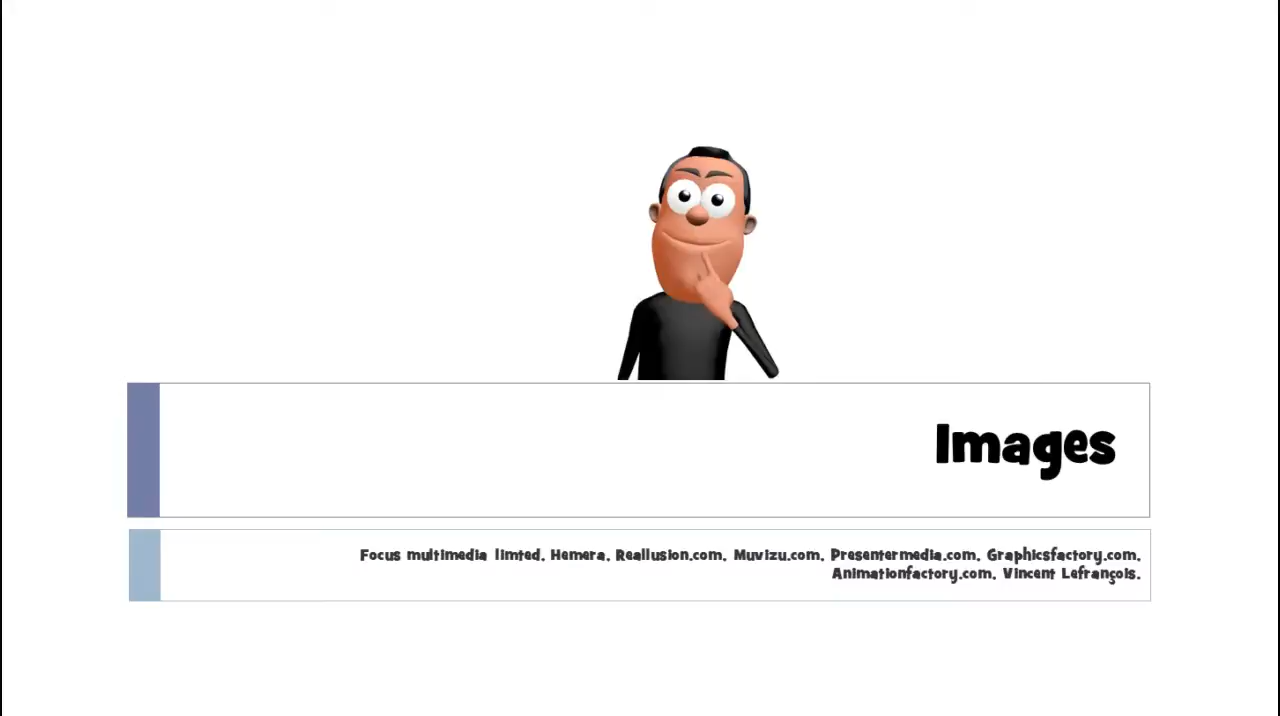 Images
Focus multimedia limted, Hemera, Reallusion.com, Muvizu.com, Presentermedia.com, Graphicsfactory.com,
Animationfactory.com, Vincent Lefrançois.